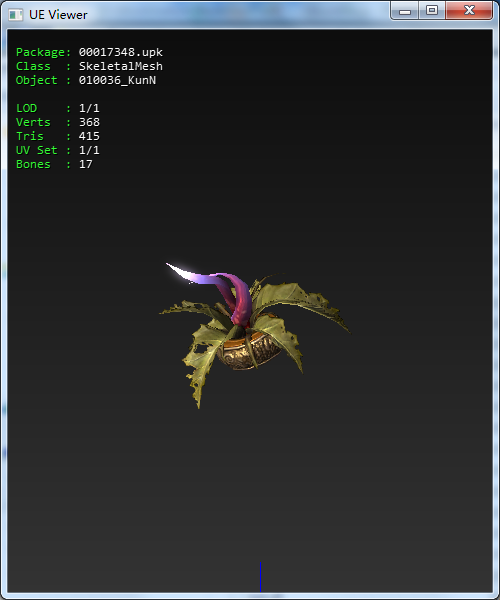 UE Viewer
Package: 00017348.upk
Class : SkeletalMesh
Object : 010036_KunN
LOD : 1/1
Verts : 368
Tris : 415
UV Set : 1/1
Bones : 17